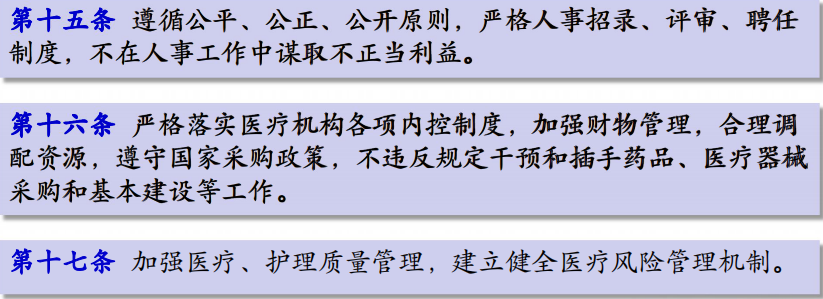 第十五条 遵循公平、公正、公开原则，严格人事招录、评审、聘任
制度，不在人事工作中谋取不正当利益。
第十六条 严格落实医疗机构各项内控制度，加强财物管理，合理调
配资源，遵守国家采购政策，不违反规定干预和插手药品、医疗器械
采购和基本建设等工作。
第十七条 加强医疗、护理质量管理，建立健全医疗风险管理机制。